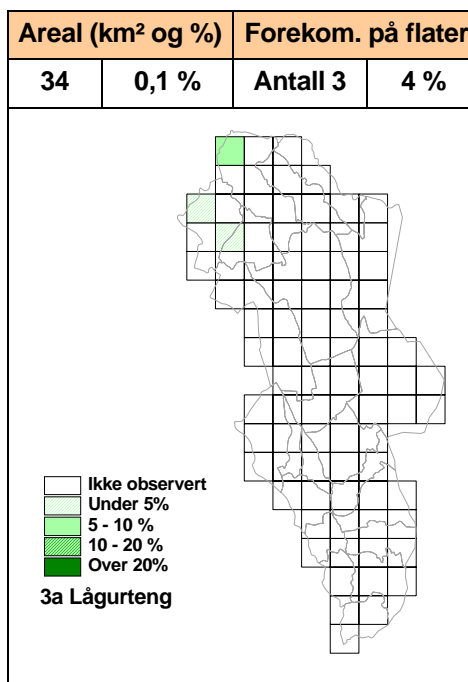 Areal (km² og %) Forekom. på flater
34 0,1 % Antall 3 4 %
Ikke observert
Under 5%
5 - 10 %
10 - 20 %
Over 20%
3a Lågurteng